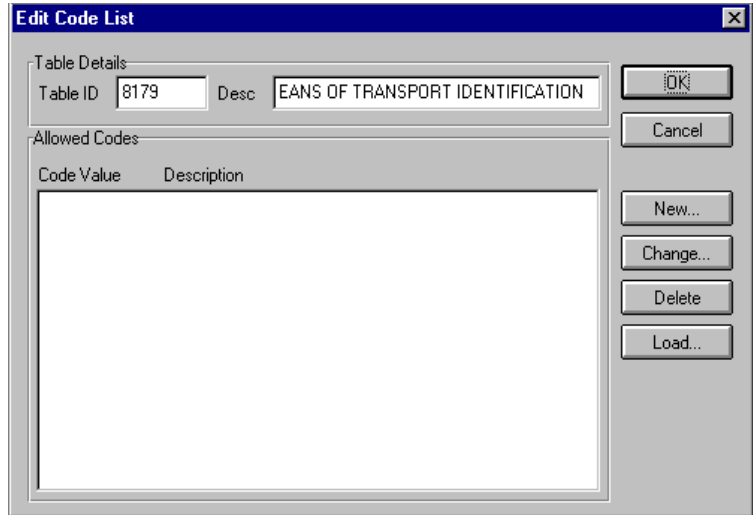 Edit Code List
Table Details
Table ID 8179 Desc EANS OF TRANSPORT IDENTIFICATION
OK
Cancel
Allowed Codes
Code Value Description
New...
Change...
Delete
Load...